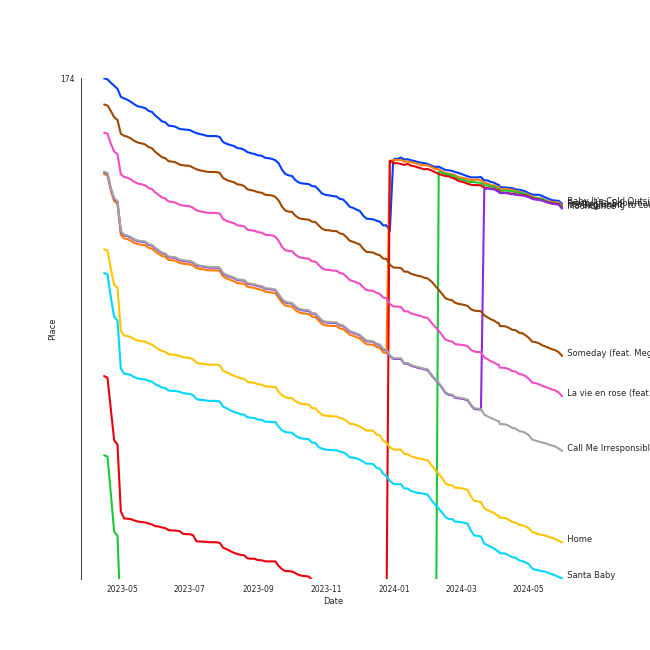 174
Place
Baby It's Cold Outsi
Someday (feat. Meg
La vie en rose (feat.
Call Me Irresponsibl
Home
Santa Baby
2023-05
2023-07
2023-09
2023-11
2024-01
2024-03
2024-05
Date